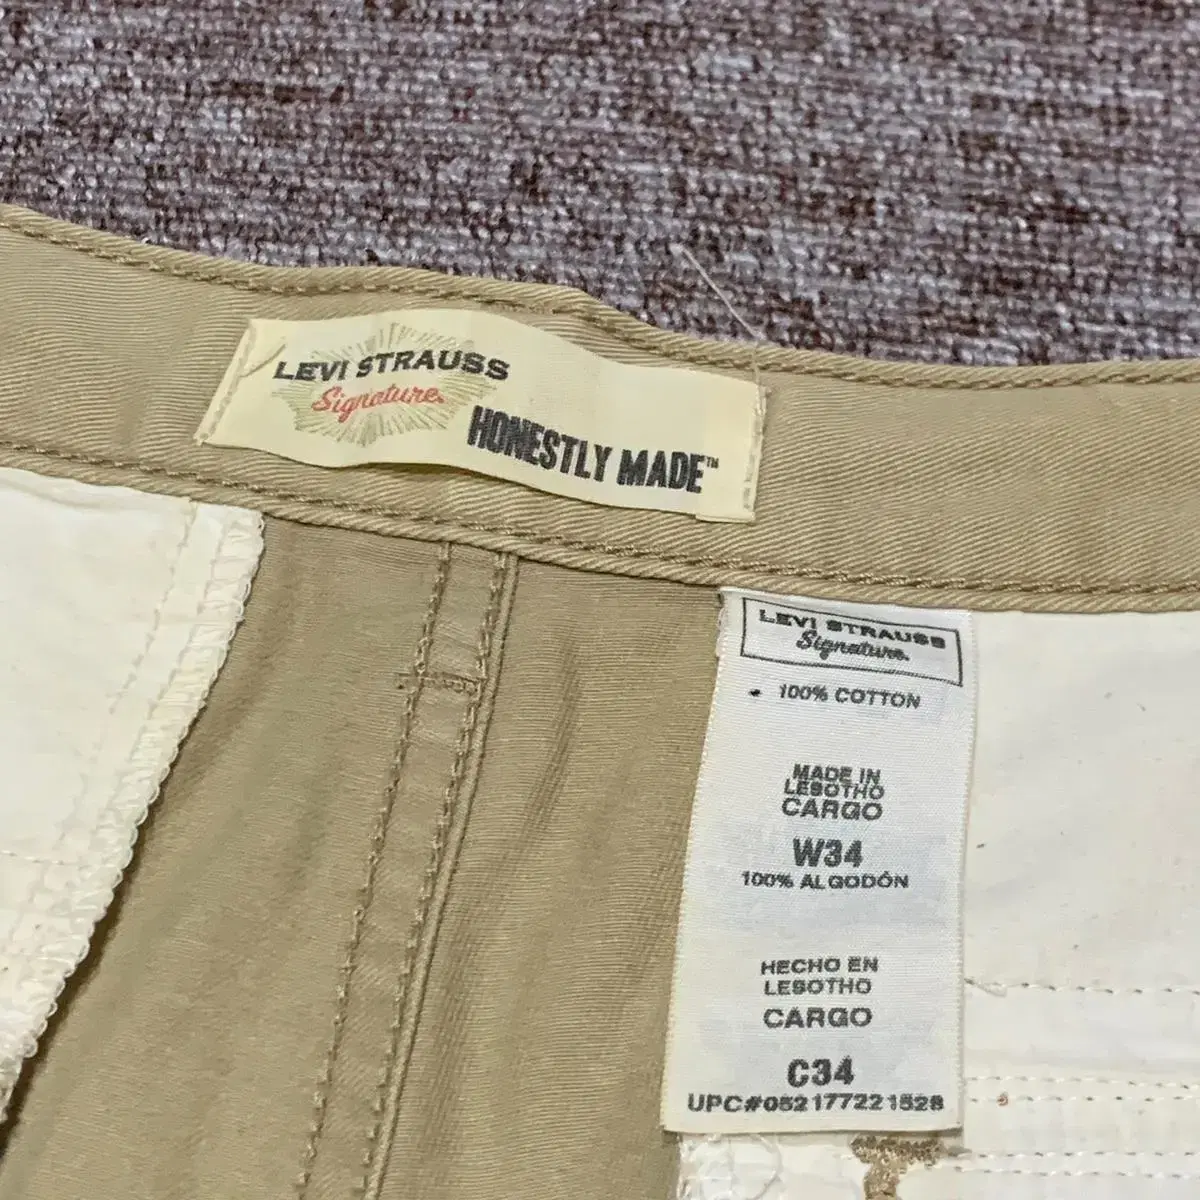 LEVI STRAUSS
Signature.
HONESTLY MADE™
LEVI STRAUSS
Signature.
100% COTTON
MADE IN
LESOTHO
CARGO
W34
100% ALGODÓN
HECHO EN
LESOTHO
CARGO
C34
UPC#052177221528